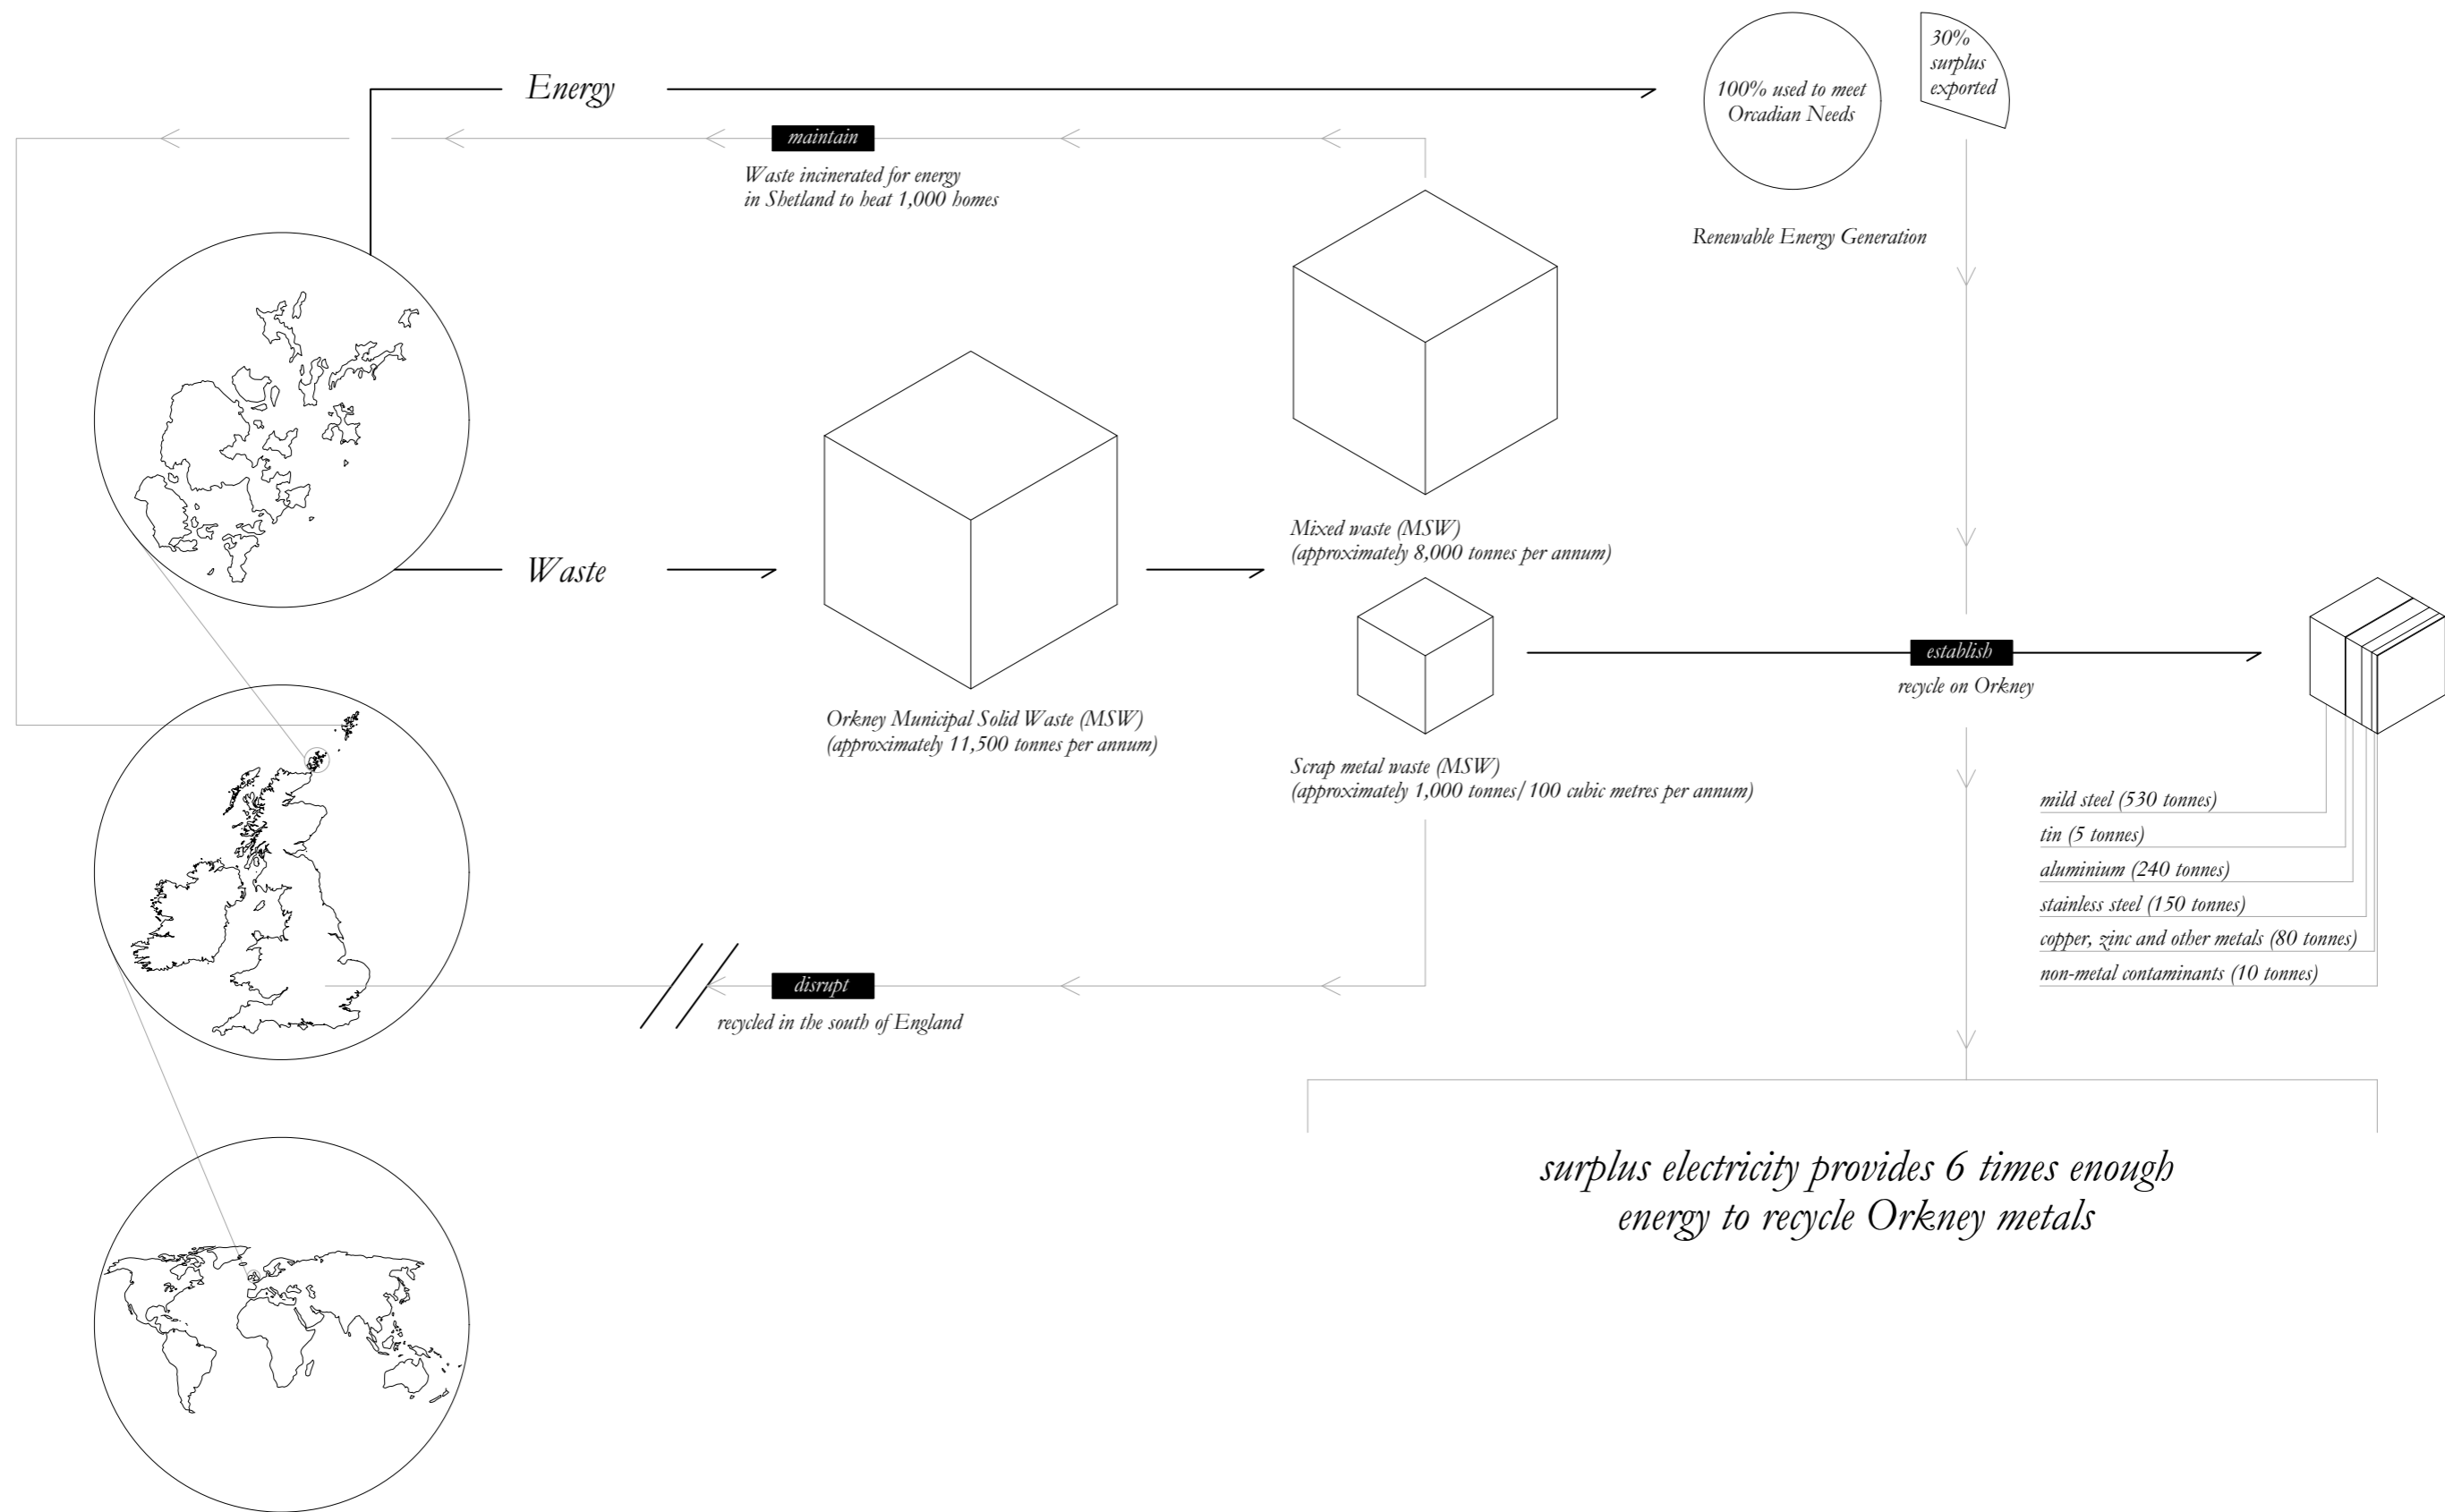 Energy
100% used to meet
Orcadian Needs
30%
surplus
exported
maintain
Waste incinerated for energy
in Shetland to heat 1,000 homes
Renewable Energy Generation
Waste
Mixed waste (MSW)
(approximately 8,000 tonnes per annum)
Orkney Municipal Solid Waste (MSW)
(approximately 11,500 tonnes per annum)
establish
recycle on Orkney
Scrap metal waste (MSW)
(approximately 1,000 tonnes/100 cubic metres per annum)
mild steel (530 tonnes)
tin (5 tonnes)
aluminium (240 tonnes)
stainless steel (150 tonnes)
copper, zinc and other metals (80 tonnes)
non-metal contaminants (10 tonnes)
disrupt
recycled in the south of England
surplus electricity provides 6 times enough
energy to recycle Orkney metals